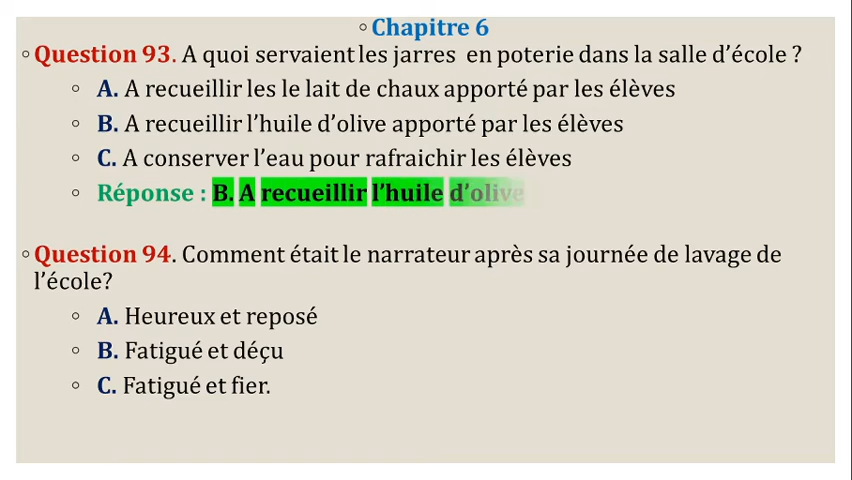 Chapitre 6
Question 93. A quoi servaient les jarres en poterie dans la salle d’école ?
A. A recueillir les le lait de chaux apporté par les élèves
B. A recueillir l’huile d’olive apporté par les élèves
C. A conserver l’eau pour rafraichir les élèves
Réponse : B. A recueillir l’huile d’olive
Question 94. Comment était le narrateur après sa journée de lavage de
l’école?
A. Heureux et reposé
B. Fatigué et déçu
C. Fatigué et fier.